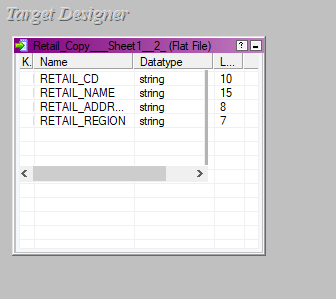 Target Designer
Retail_Copy___Sheet1__2_ (Flat File)
K. Name Datatype L...
RETAIL_CD string 10
RETAIL_NAME string 15
RETAIL_ADDR... string 8
RETAIL_REGION string 7